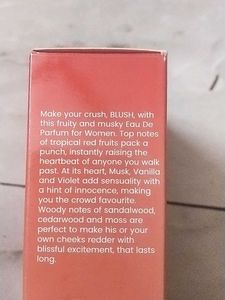 Make your crush, BLUSH, with
this fruity and musky Eau De
Parfum for Women. Top notes
of tropical red fruits pack a
punch, instantly raising the
heartbeat of anyone you walk
past. At its heart, Musk, Vanilla
and Violet add sensuality with
a hint of innocence, making
you the crowd favourite.
Woody notes of sandalwood,
cedarwood and moss are
perfect to make his or your
own cheeks redder with
blissful excitement, that lasts
long.